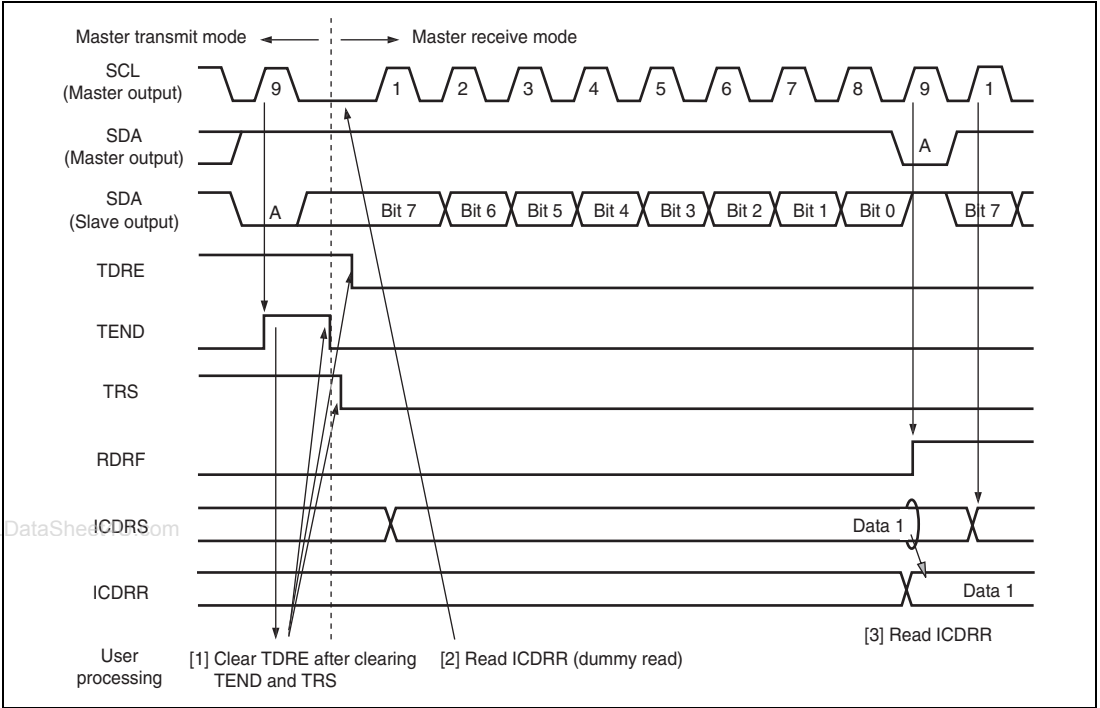 Master transmit mode
Master receive mode
SCL
(Master output)
9
1
2
3
4
5
6
7
8
9
1
SDA
(Master output)
A
SDA
(Slave output)
A
Bit 7
Bit 6
Bit 5
Bit 4
Bit 3
Bit 2
Bit 1
Bit 0
Bit 7
TDRE
TEND
TRS
RDRF
ICDRS
Data 1
ICDRR
Data 1
User
processing
[1] Clear TDRE after clearing
TEND and TRS
[2] Read ICDRR (dummy read)
[3] Read ICDRR